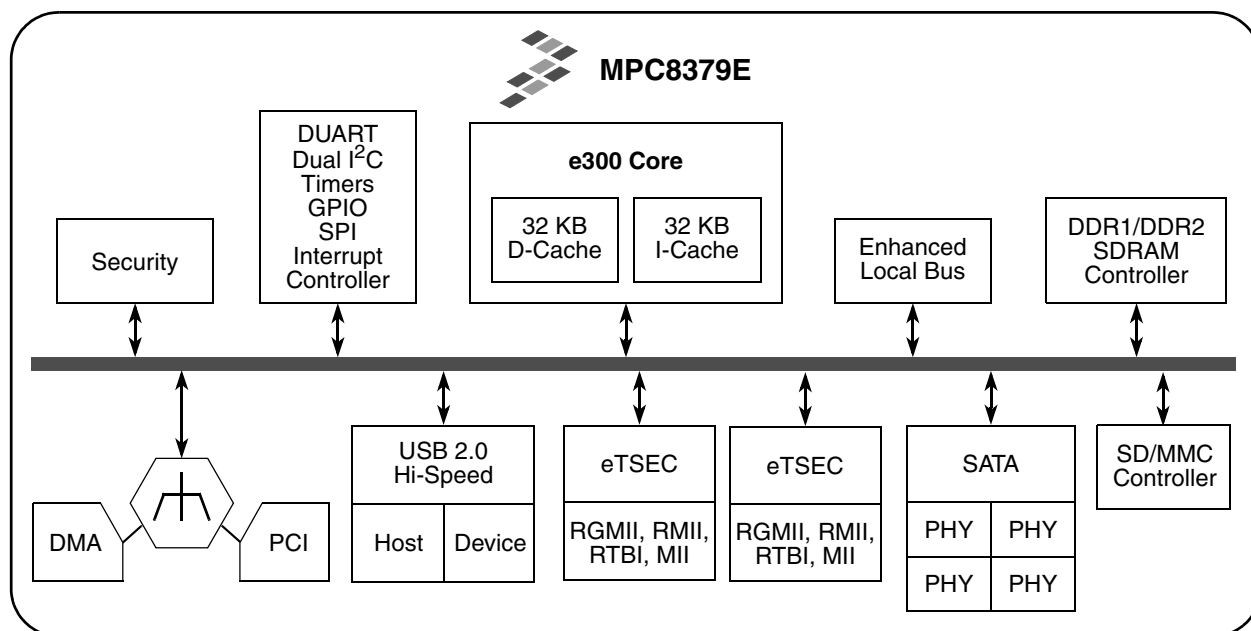 MPC8379E
DUART
Dual I²C
Timers
GPIO
SPI
Interrupt
Controller
e300 Core
32 KB
D-Cache
32 KB
I-Cache
Security
Enhanced
Local Bus
DDR1/DDR2
SDRAM
Controller
DMA
PCI
USB 2.0
Hi-Speed
Host
Device
eTSEC
RGMII, RMII,
RTBI, MII
eTSEC
RGMII, RMII,
RTBI, MII
SATA
PHY
PHY
PHY
PHY
SD/MMC
Controller